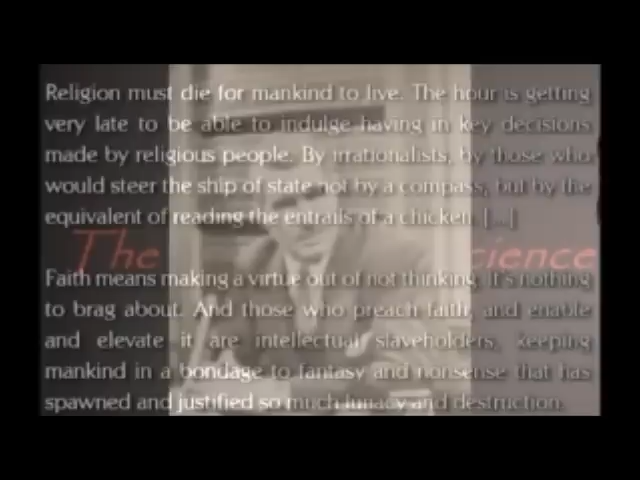 Religion must die for mankind to live. The hour is getting
very late to be able to indulge having in key decisions
made by religious people. By irrationalists, by those who
would steer the ship of state not by a compass, but by the
equivalent of reading the entrails of a chicken. [...]
The cience
Faith means making a virtue out of not thinking. It's nothing
to brag about. And those who preach faith, and enable
and elevate it are intellectual slaveholders, keeping
mankind in a bondage to fantasy and nonsense that has
spawned and justified so much lunacy and destruction.